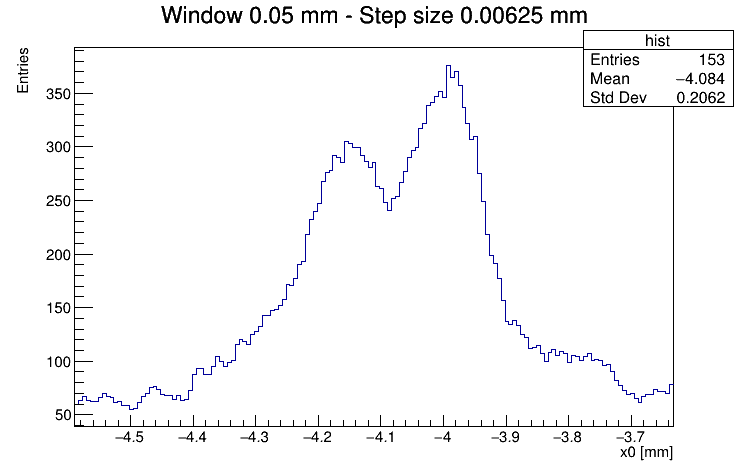 Window 0.05 mm - Step size 0.00625 mm
hist
Entries 153
Mean −4.084
Std Dev 0.2062
Entries
350
300
250
200
150
100
50
−4.5 −4.4 −4.3 −4.2 −4.1 −4 −3.9 −3.8 −3.7
x0 [mm]